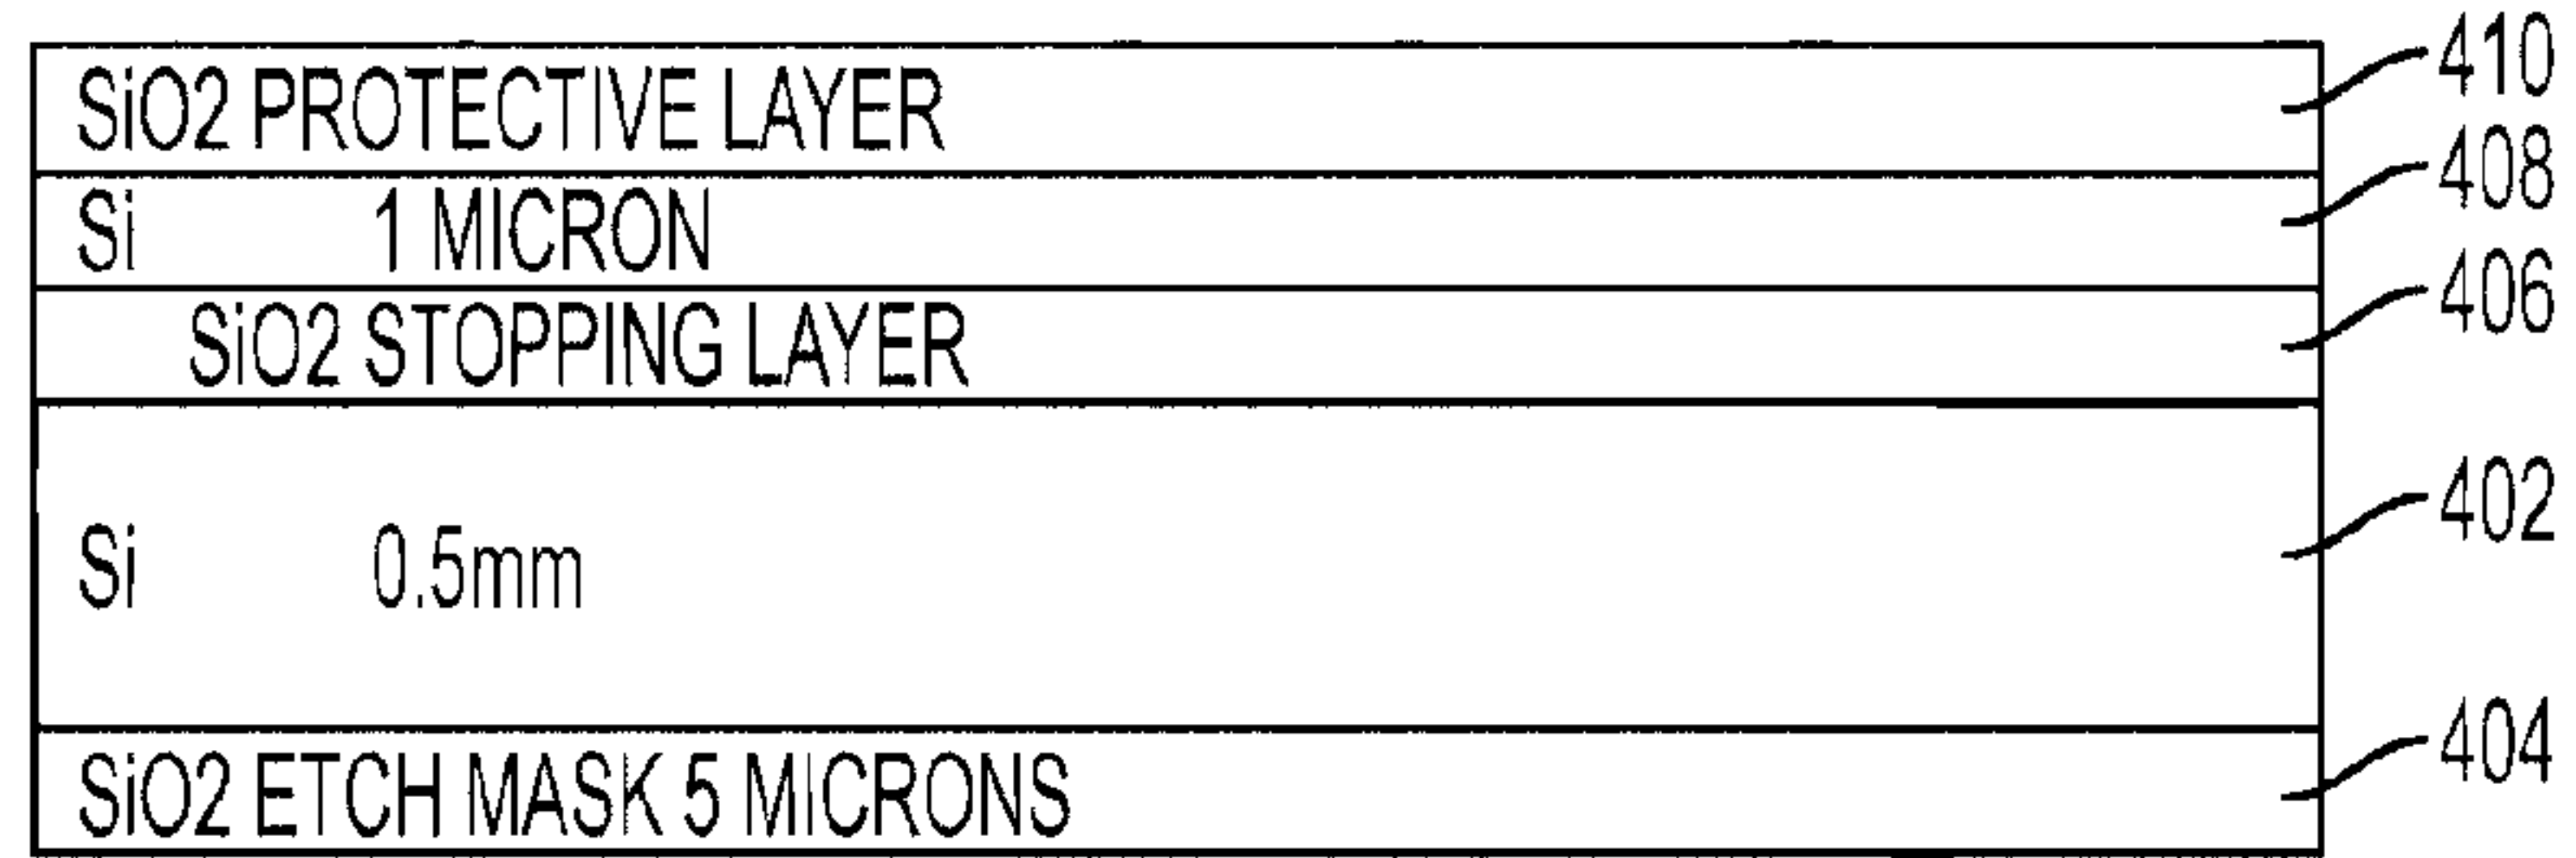 SiO2 PROTECTIVE LAYER 410
Si 1 MICRON 408
SiO2 STOPPING LAYER 406
Si 0.5mm 402
SiO2 ETCH MASK 5 MICRONS 404